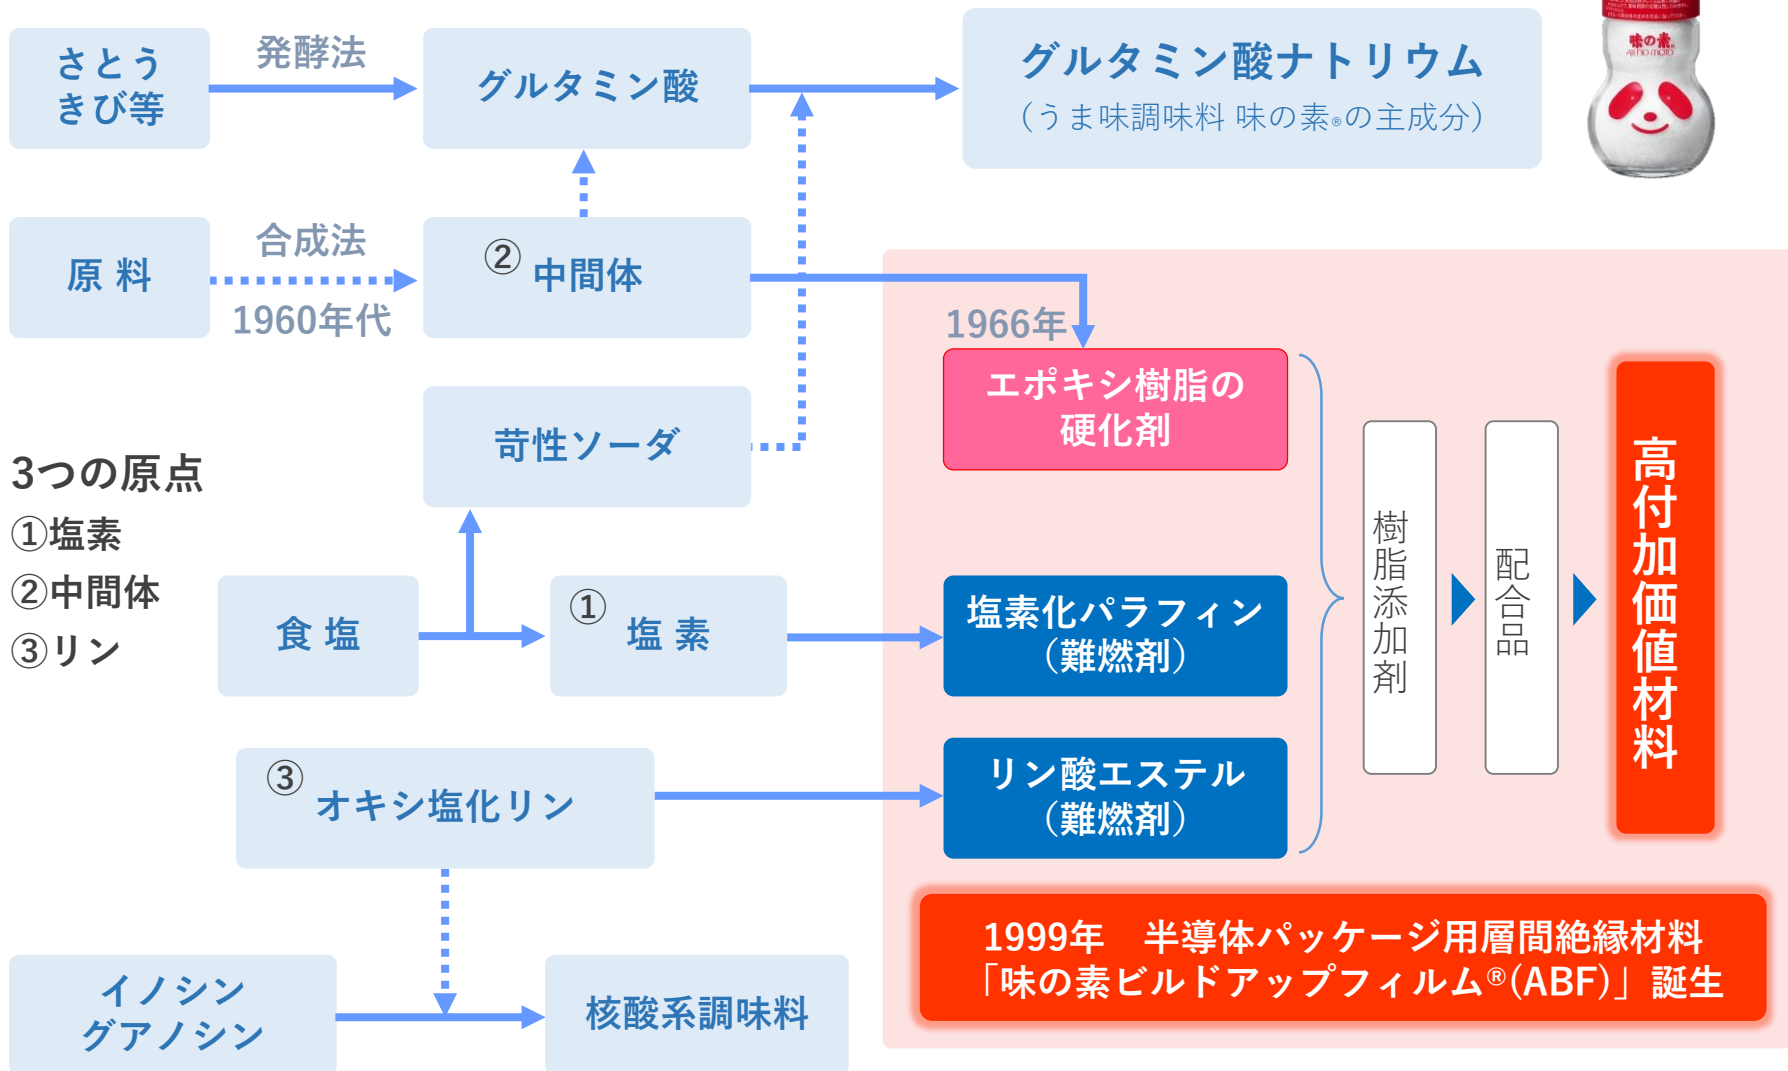 さとう
きび等
発酵法
グルタミン酸
グルタミン酸ナトリウム
（うま味調味料 味の素®の主成分）
味の素®
AJI-NO-MOTO
原 料
合成法
1960年代
② 中間体
1966年
エポキシ樹脂の
硬化剤
苛性ソーダ
3つの原点
①塩素
②中間体
③リン
食 塩
① 塩 素
塩素化パラフィン
（難燃剤）
③ オキシ塩化リン
リン酸エステル
（難燃剤）
樹脂添加剤
配合品
高付加価値材料
1999年　半導体パッケージ用層間絶縁材料
「味の素ビルドアップフィルム®(ABF)」誕生
イノシン
グアノシン
核酸系調味料